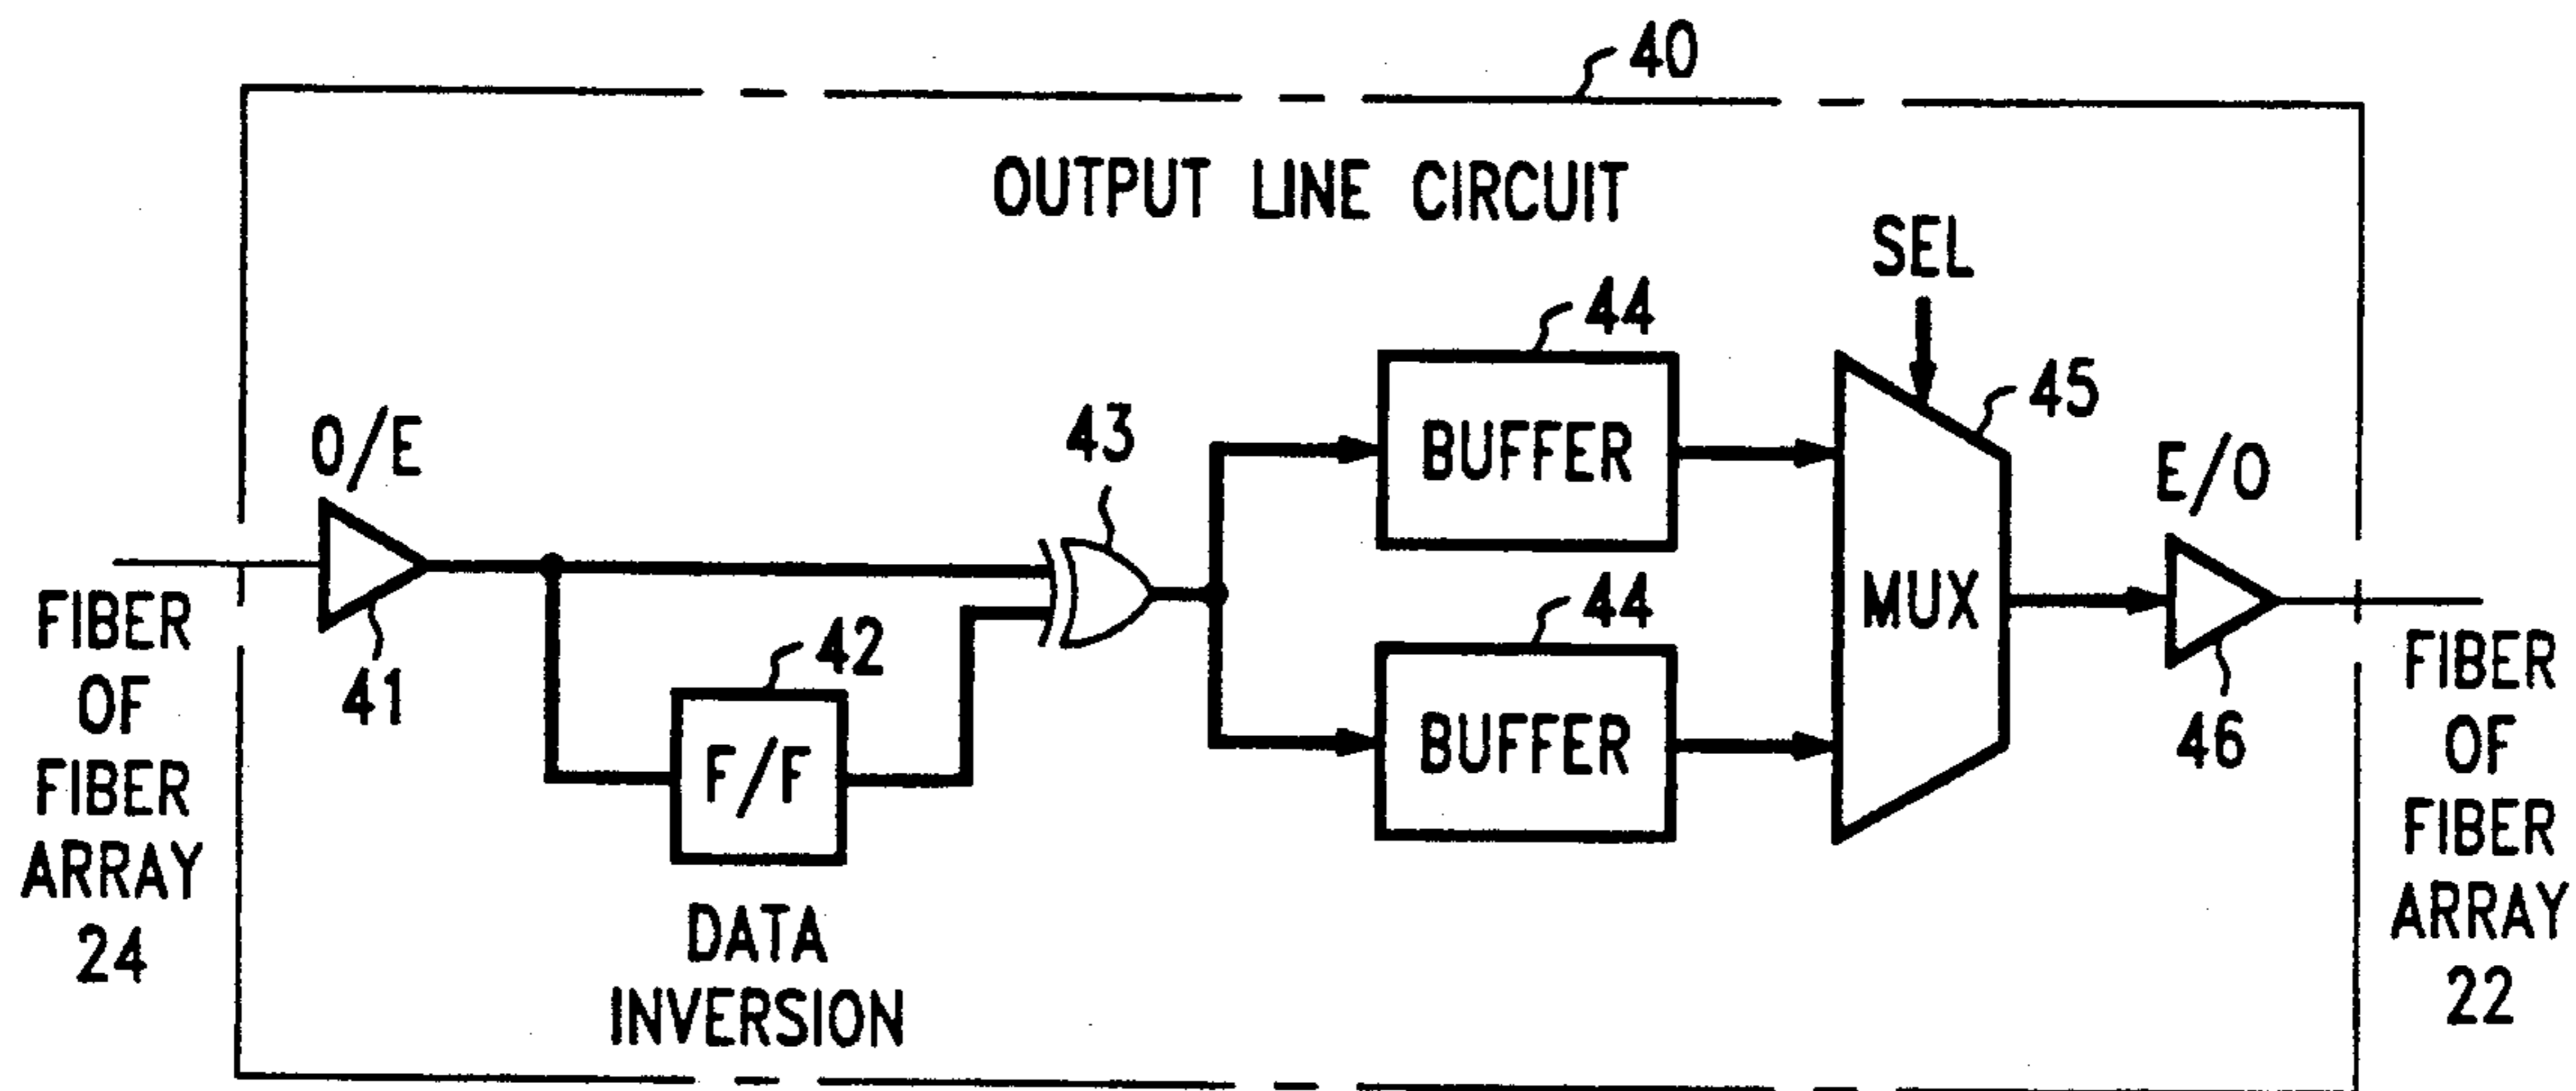 40
OUTPUT LINE CIRCUIT
SEL
44
45
O/E
43
BUFFER
E/O
41
42
F/F
44
BUFFER
MUX
46
DATA
INVERSION
FIBER
OF
FIBER
ARRAY
24
FIBER
OF
FIBER
ARRAY
22